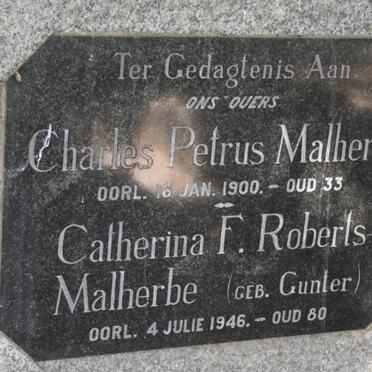 Ter Gedagtenis Aan
ONS OUERS
Charles Petrus Malher
OORL. 16 JAN. 1900. — OUD 33
Catherina F. Roberts-
Malherbe (GEB. Gunter)
OORL. 4 JULIE 1946. — OUD 80